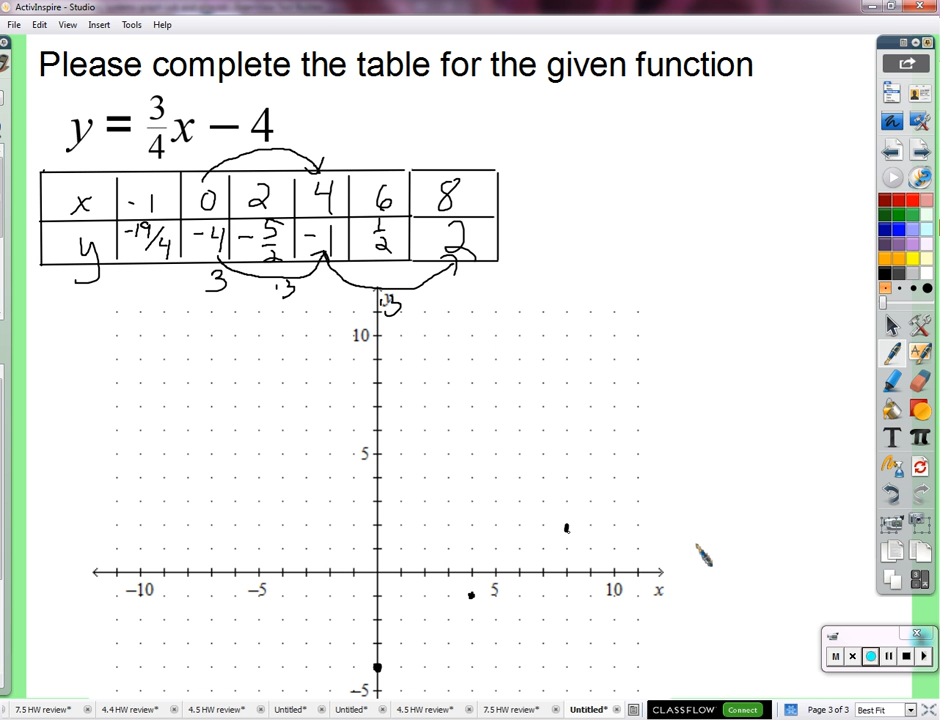 ActivInspire - Studio
File Edit View Insert Tools Help
Please complete the table for the given function
y = 3/4 x − 4
x -1 0 2 4 6 8
y -19/4 -4 -5/2 -1 1/2 2
3 +3 +3
10
5
-10 -5 5 10 x
-5
M
7.5 HW review* 4.4 HW review* 4.5 HW review* Untitled* Untitled* 4.5 HW review* 7.5 HW review* Untitled* CLASSFLOW Connect Page 3 of 3 Best Fit